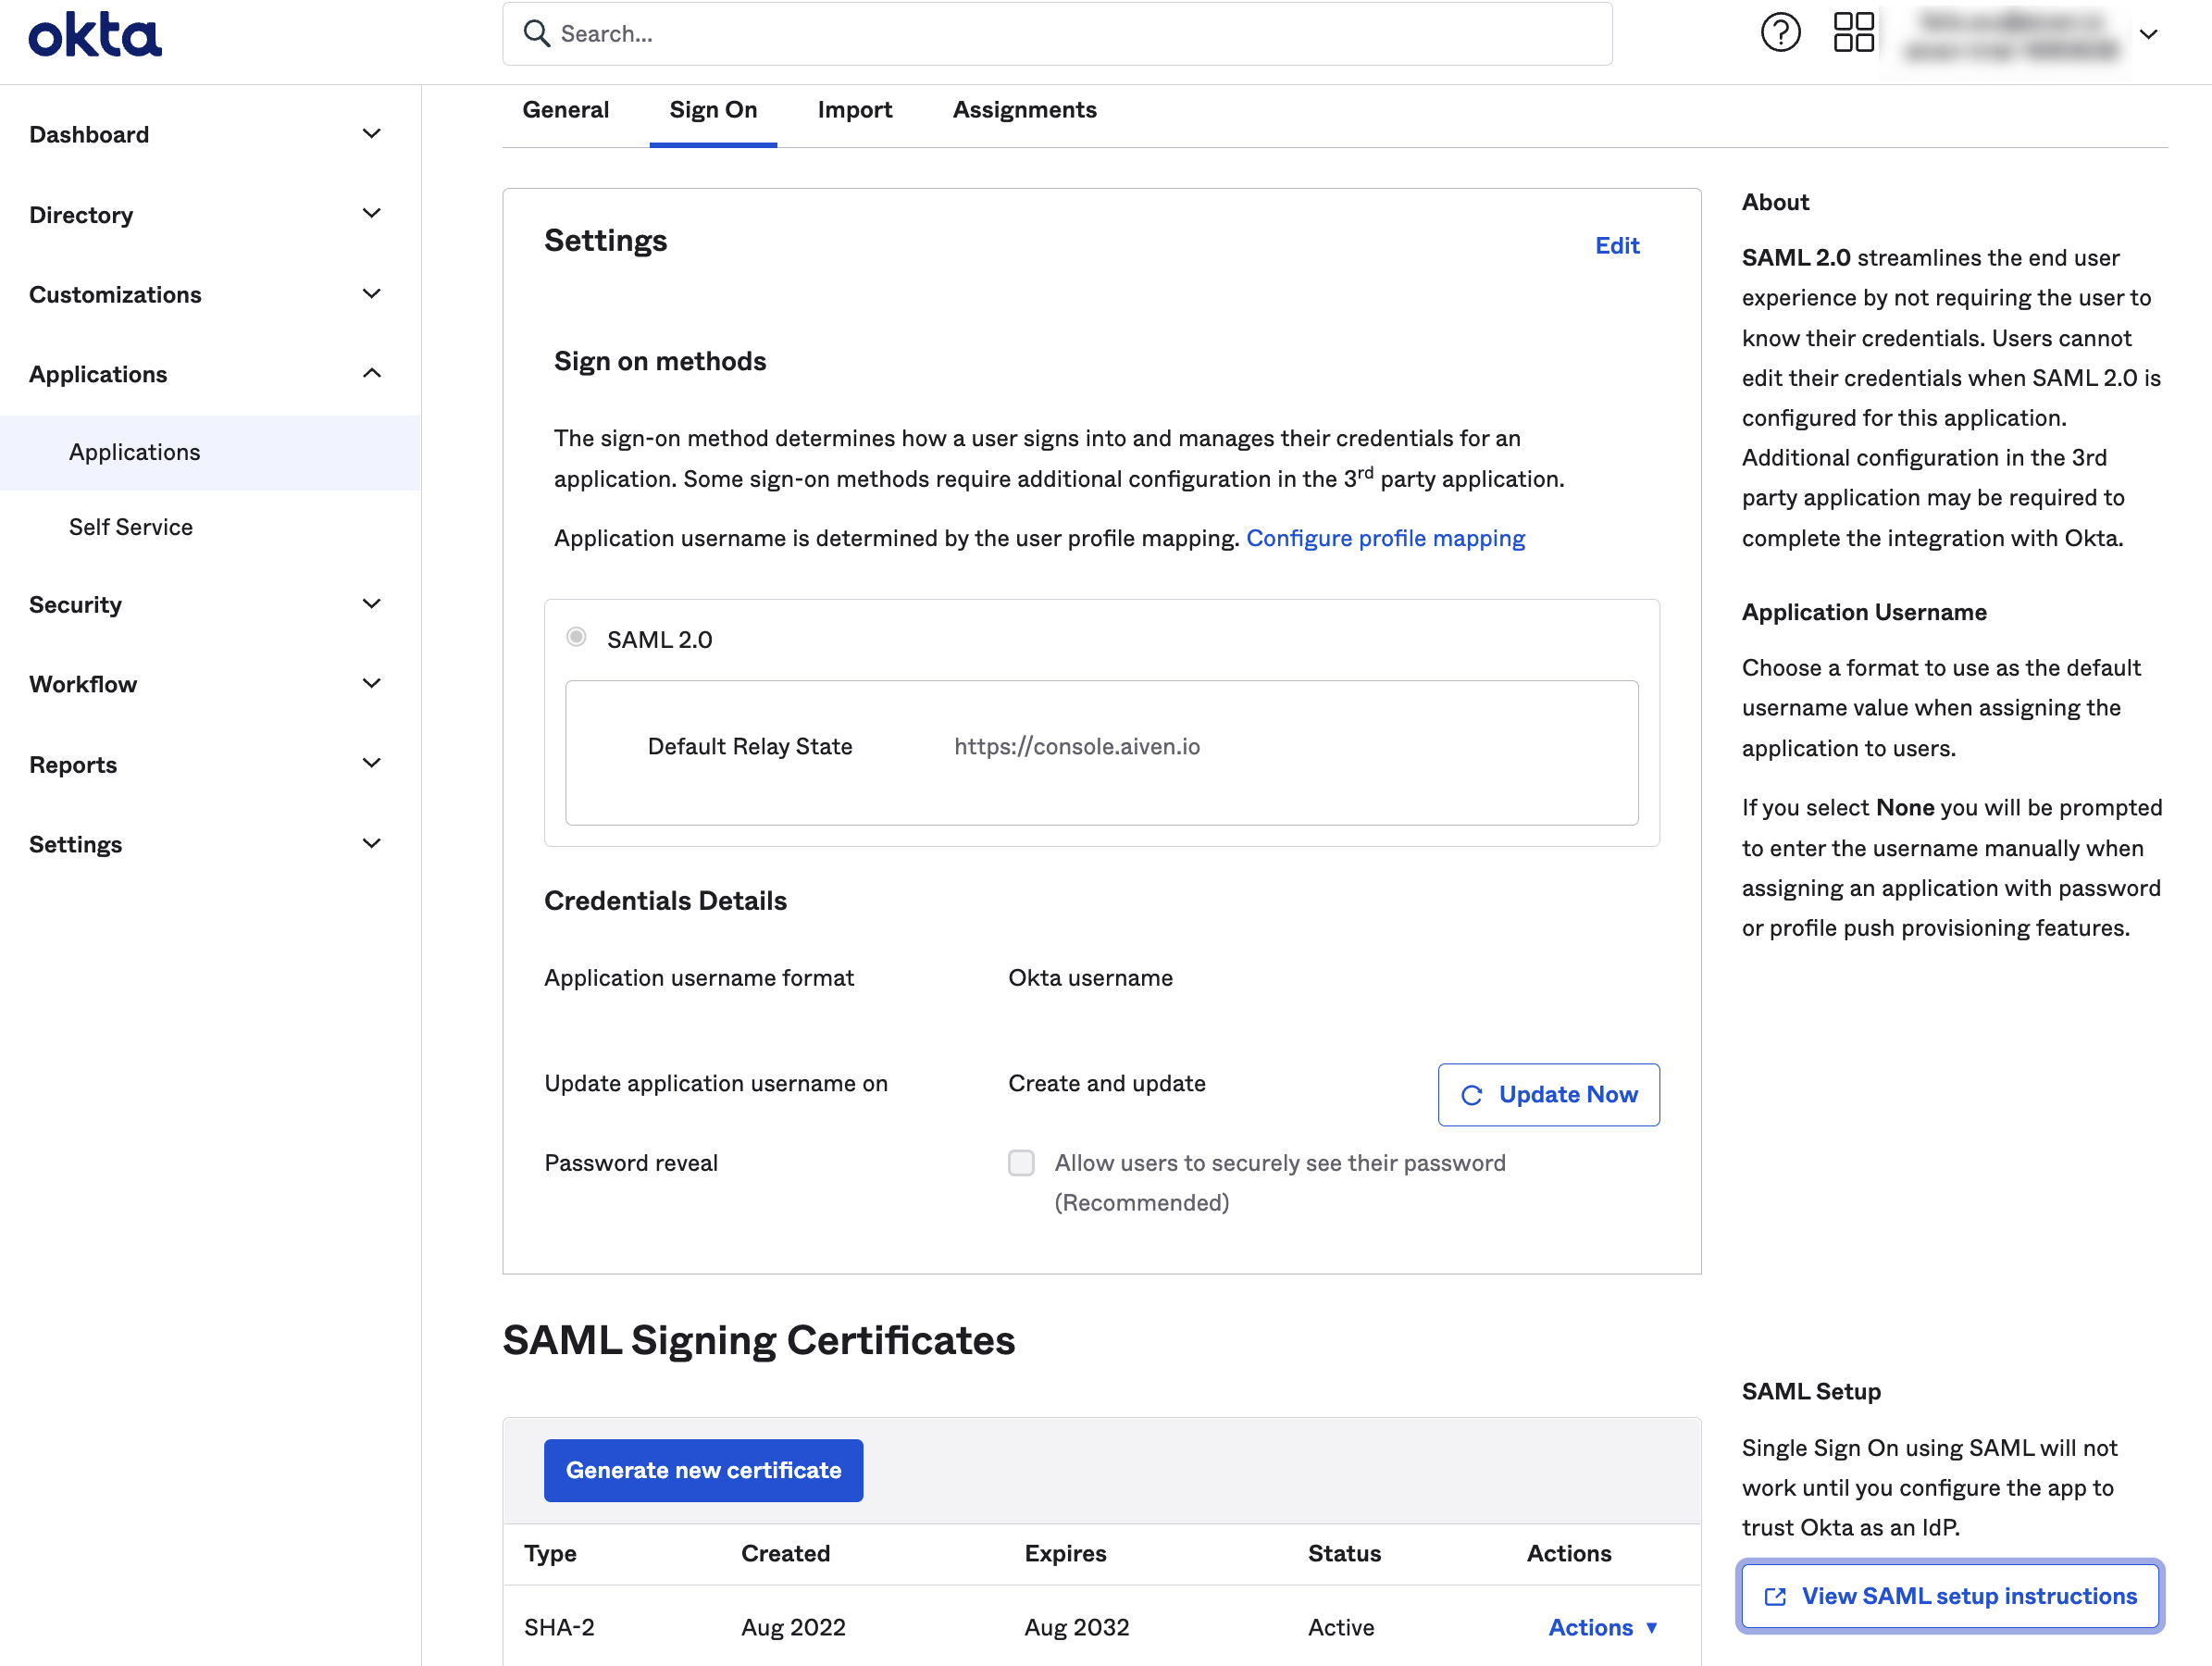 okta
Search...
Dashboard
Directory
Customizations
Applications
Applications
Self Service
Security
Workflow
Reports
Settings
General Sign On Import Assignments
Settings
Edit
Sign on methods
The sign-on method determines how a user signs into and manages their credentials for an
application. Some sign-on methods require additional configuration in the 3rd party application.
Application username is determined by the user profile mapping. Configure profile mapping
SAML 2.0
Default Relay State https://console.aiven.io
Credentials Details
Application username format Okta username
Update application username on Create and update Update Now
Password reveal Allow users to securely see their password
(Recommended)
SAML Signing Certificates
Generate new certificate
Type Created Expires Status Actions
SHA-2 Aug 2022 Aug 2032 Active Actions ▼
About
SAML 2.0 streamlines the end user
experience by not requiring the user to
know their credentials. Users cannot
edit their credentials when SAML 2.0 is
configured for this application.
Additional configuration in the 3rd
party application may be required to
complete the integration with Okta.
Application Username
Choose a format to use as the default
username value when assigning the
application to users.
If you select None you will be prompted
to enter the username manually when
assigning an application with password
or profile push provisioning features.
SAML Setup
Single Sign On using SAML will not
work until you configure the app to
trust Okta as an IdP.
View SAML setup instructions